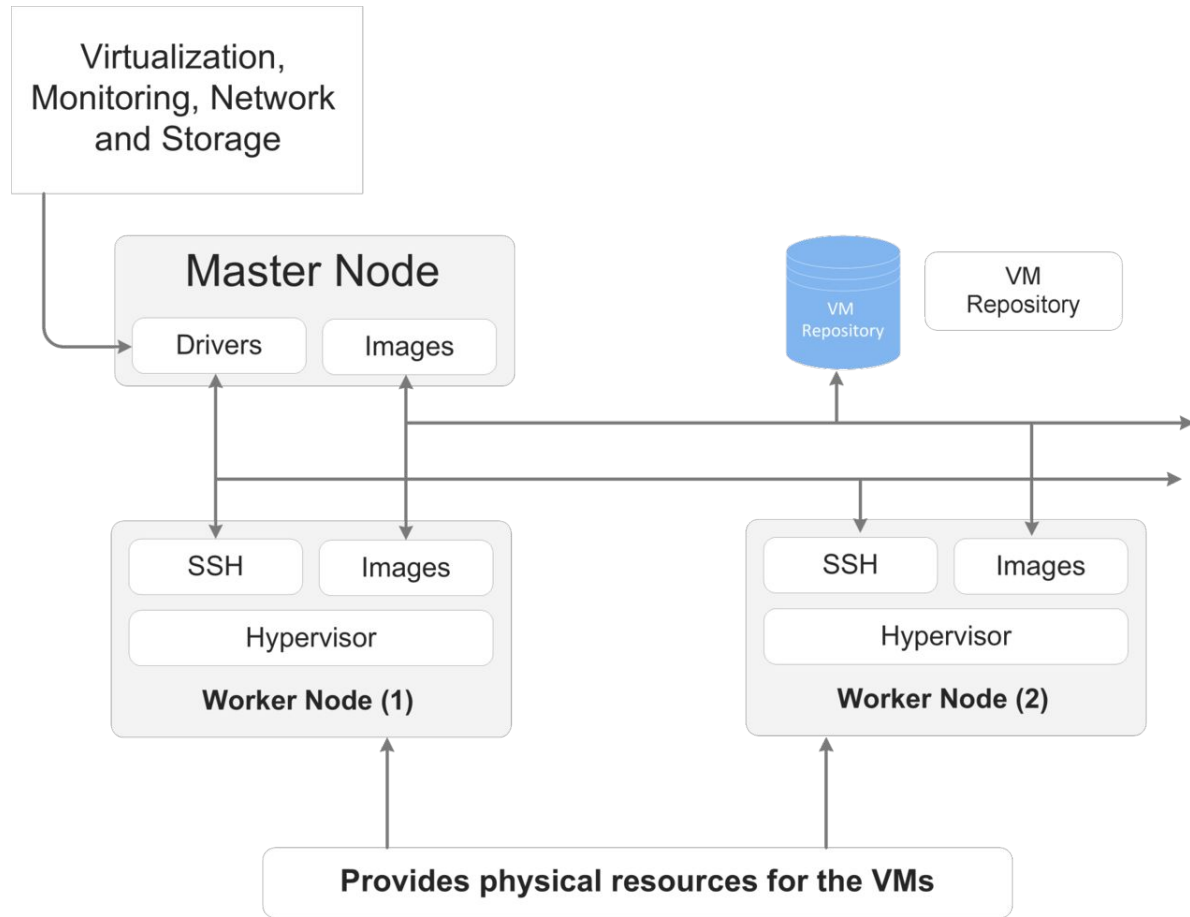 Virtualization,
Monitoring, Network
and Storage
Master Node
Drivers
Images
VM
Repository
VM
Repository
SSH
Images
Hypervisor
Worker Node (1)
SSH
Images
Hypervisor
Worker Node (2)
Provides physical resources for the VMs